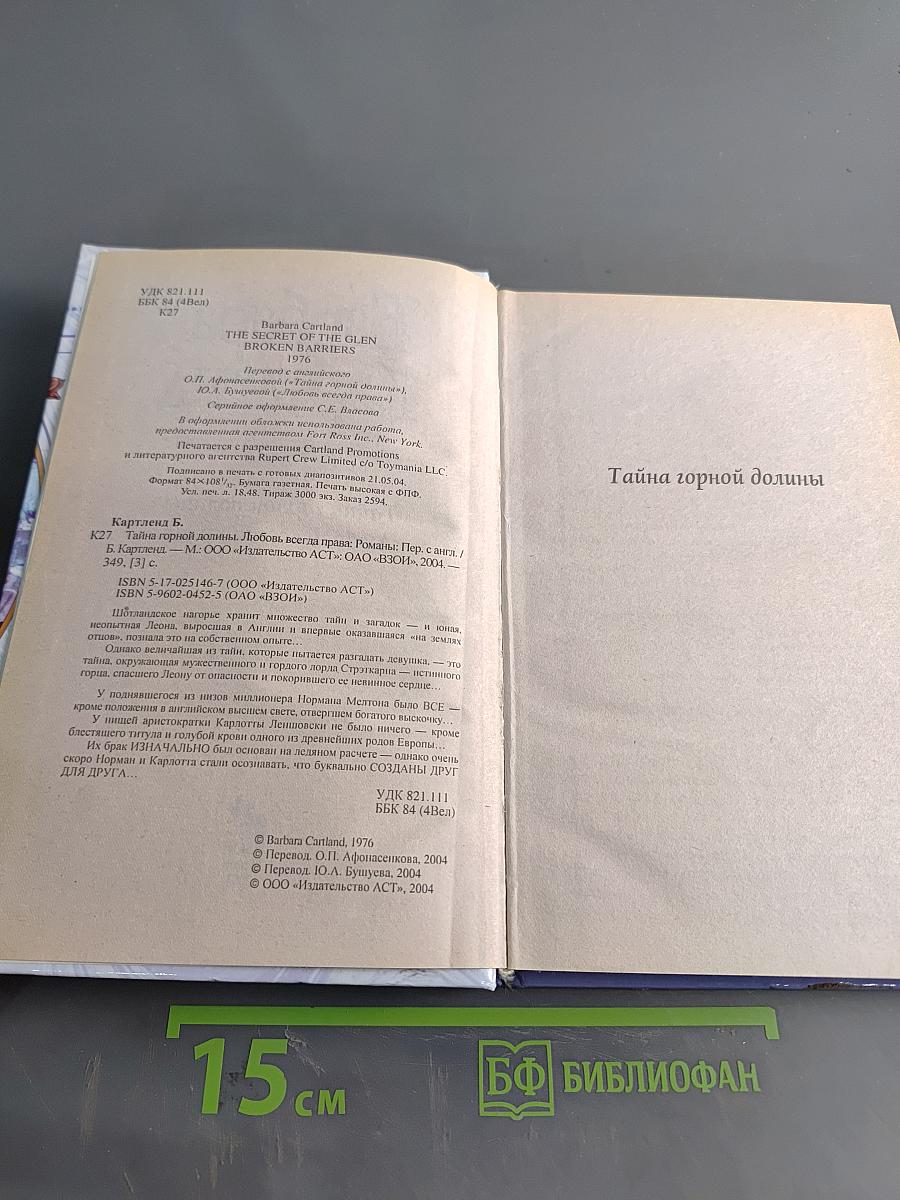 УДК 821.111
ББК 84 (4Вел)
К27
Barbara Cartland
THE SECRET OF THE GLEN
BROKEN BARRIERS
1976
Перевод с английского
О.П. Афонасенковой («Тайна горной долины»),
Ю.А. Бушуевой («Любовь всегда права»)
Серийное оформление С.Е. Власова
В оформлении обложки использована работа,
предоставленная агентством Fort Ross Inc., New York.
Печатается с разрешения Cartland Promotions
и литературного агентства Rupert Crew Limited c/o Toymania LLC.
Подписано в печать с готовых диапозитивов 21.05.04.
Формат 84×108 1/32. Бумага газетная. Печать высокая с ФПФ.
Усл. печ. л. 18,48. Тираж 3000 экз. Заказ 2594.
Картленд Б.
К27 Тайна горной долины. Любовь всегда права: Романы: Пер. с англ. /
Б. Картленд. — М.: ООО «Издательство АСТ»: ОАО «ВЗОИ», 2004. —
349, [3] с.
ISBN 5-17-025146-7 (ООО «Издательство АСТ»)
ISBN 5-9602-0452-5 (ОАО «ВЗОИ»)
Шотландское нагорье хранит множество тайн и загадок — и юная,
неопытная Леона, выросшая в Англии и впервые оказавшаяся «на землях
отцов», познала это на собственном опыте...
Однако величайшая из тайн, которые пытается разгадать девушка, — это
тайна, окружающая мужественного и гордого лорда Стрэткарна — истинного
горца, спасшего Леону от опасности и покорившего ее невинное сердце...
У поднявшегося из низов миллионера Нормана Мелтона было ВСЕ —
кроме положения в английском высшем свете, отвергшем богатого выскочку...
У нищей аристократки Карлотты Леншовски не было ничего — кроме
блестящего титула и голубой крови одного из древнейших родов Европы...
Их брак ИЗНАЧАЛЬНО был основан на ледяном расчете — однако очень
скоро Норман и Карлотта стали осознавать, что буквально СОЗДАНЫ ДРУГ
ДЛЯ ДРУГА...
УДК 821.111
ББК 84 (4Вел)
© Barbara Cartland, 1976
© Перевод. О.П. Афонасенкова, 2004
© Перевод. Ю.А. Бушуева, 2004
© ООО «Издательство АСТ», 2004
Тайна горной долины
15 см
БФ БИБЛИОФАН